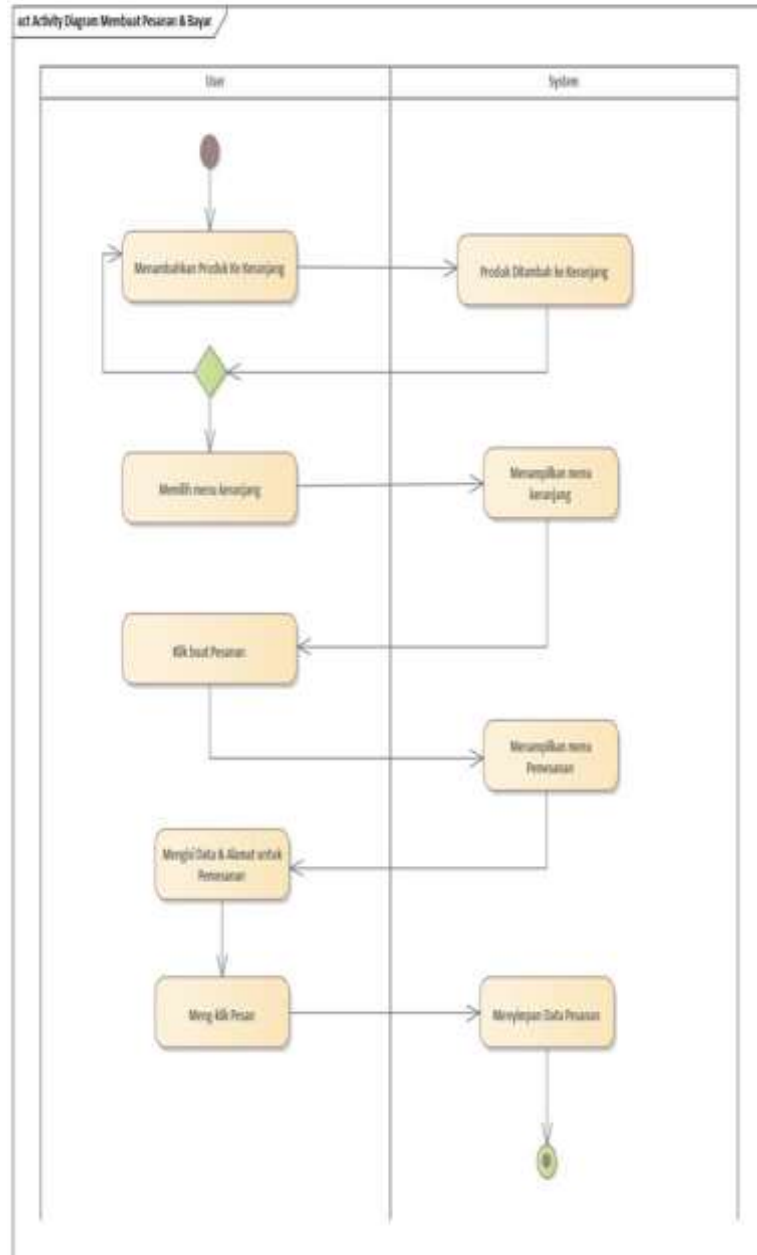 act Activity Diagram Membuat Pesanan & Bayar
User
System
Menambahkan Produk Ke Keranjang
Produk Ditambah ke Keranjang
Memilih menu keranjang
Menampilkan menu
keranjang
Klik buat Pesanan
Menampilkan menu
Pemesanan
Mengisi Data & Alamat untuk
Pemesanan
Meng-klik Pesan
Menyimpan Data Pesanan